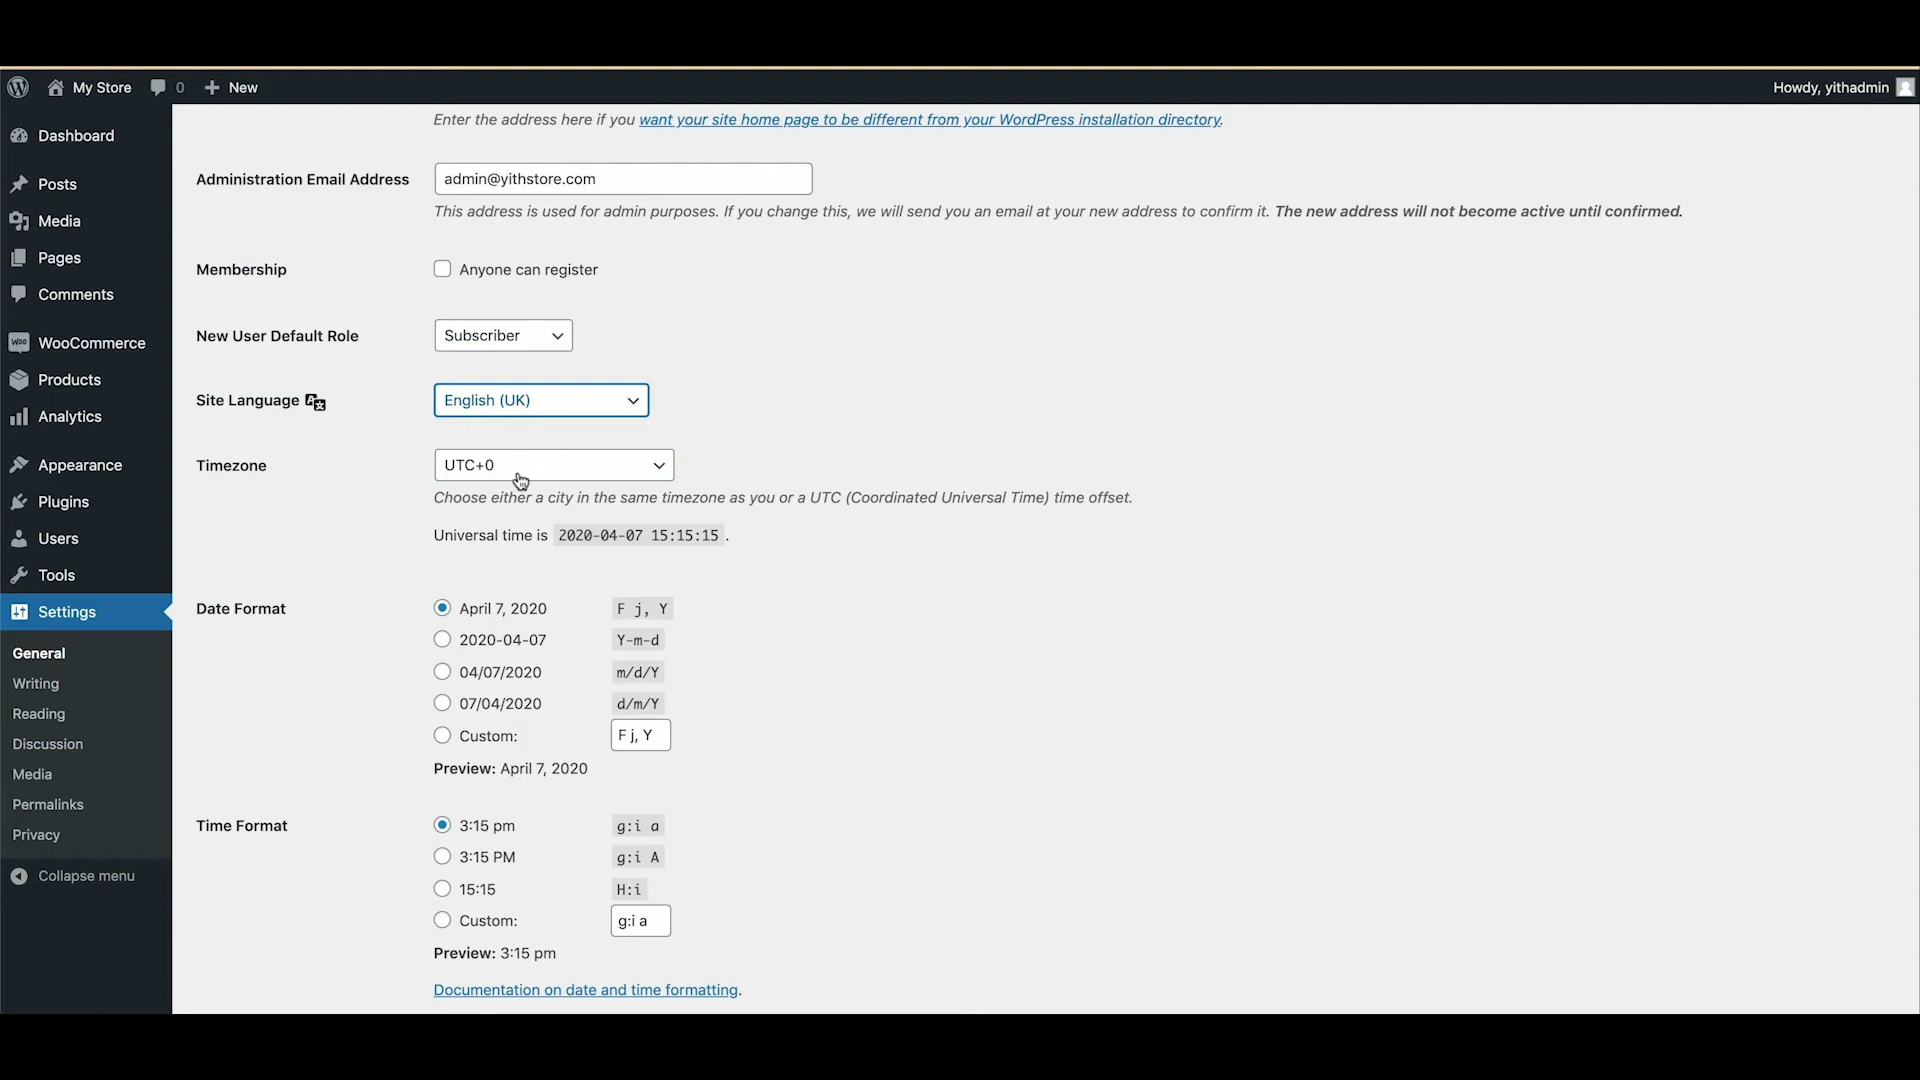 My Store
0
New
Howdy, yithadmin
Dashboard
Posts
Media
Pages
Comments
Woo WooCommerce
Products
Analytics
Appearance
Plugins
Users
Tools
Settings
General
Writing
Reading
Discussion
Media
Permalinks
Privacy
Collapse menu
Enter the address here if you want your site home page to be different from your WordPress installation directory.
Administration Email Address
admin@yithstore.com
This address is used for admin purposes. If you change this, we will send you an email at your new address to confirm it. The new address will not become active until confirmed.
Membership
Anyone can register
New User Default Role
Subscriber
Site Language
English (UK)
Timezone
UTC+0
Choose either a city in the same timezone as you or a UTC (Coordinated Universal Time) time offset.
Universal time is 2020-04-07 15:15:15 .
Date Format
April 7, 2020 F j, Y
2020-04-07 Y-m-d
04/07/2020 m/d/Y
07/04/2020 d/m/Y
Custom: F j, Y
Preview: April 7, 2020
Time Format
3:15 pm g:i a
3:15 PM g:i A
15:15 H:i
Custom: g:i a
Preview: 3:15 pm
Documentation on date and time formatting.